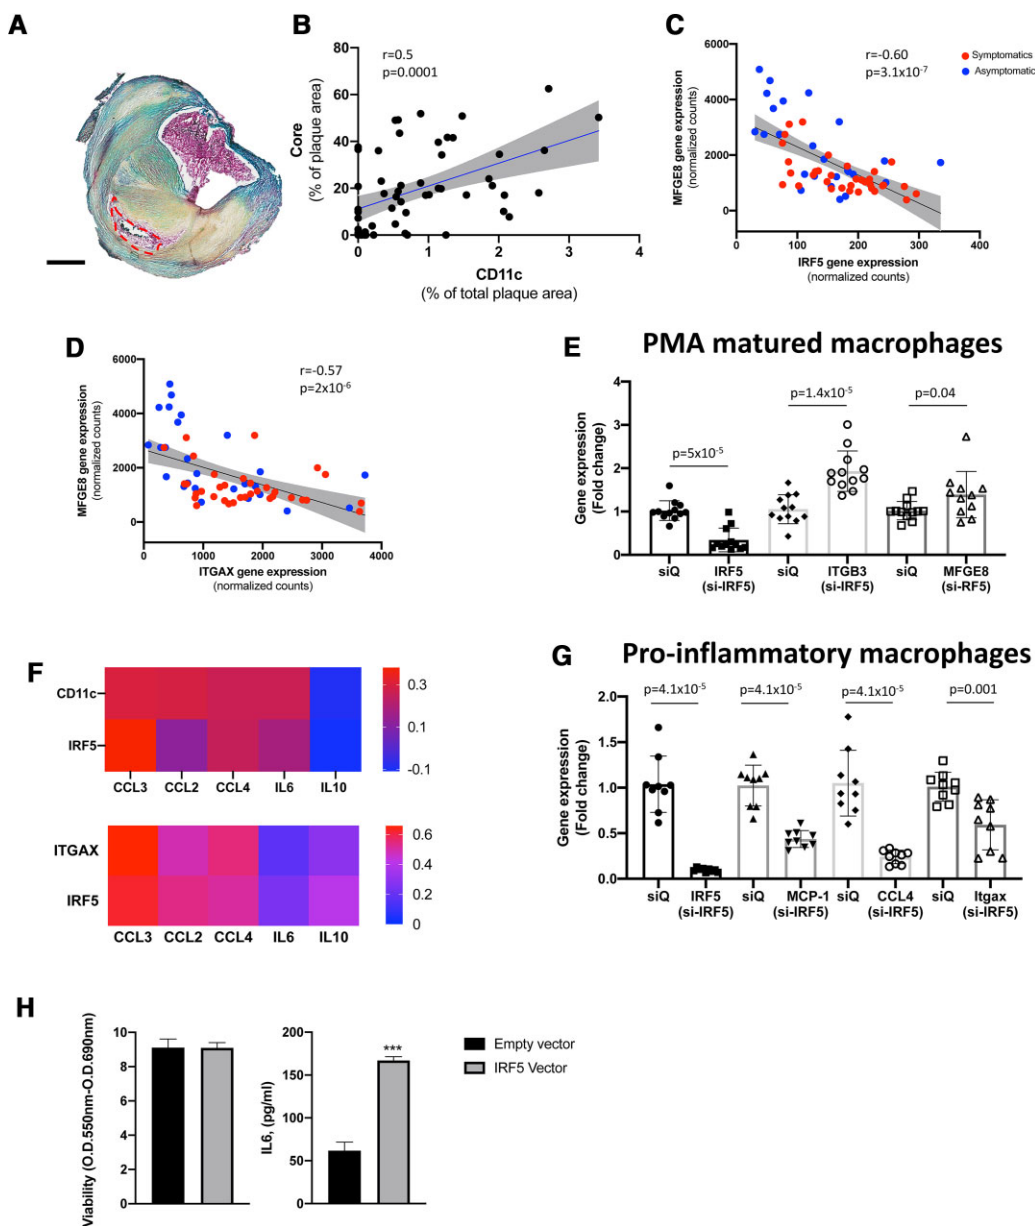 A
B
r=0.5
p=0.0001
80
60
40
20
0
Core
(% of plaque area)
0 1 2 3 4
CD11c
(% of total plaque area)
C
r=-0.60
p=3.1x10-7
Symptomatics
Asymptomatic
6000
4000
2000
0
MFGE8 gene expression
(normalized counts)
0 100 200 300 400
IRF5 gene expression
(normalized counts)
D
r=-0.57
p=2x10-6
6000
4000
2000
0
MFGE8 gene expression
(normalized counts)
0 1000 2000 3000 4000
ITGAX gene expression
(normalized counts)
E PMA matured macrophages
p=5x10-5
p=1.4x10-5
p=0.04
4
3
2
1
0
Gene expression
(Fold change)
siQ IRF5 siQ ITGB3 siQ MFGE8
(si-IRF5) (si-IRF5) (si-RF5)
F
CD11c
IRF5
CCL3 CCL2 CCL4 IL6 IL10
0.3
0.1
-0.1
ITGAX
IRF5
CCL3 CCL2 CCL4 IL6 IL10
0.6
0.4
0.2
0
G Pro-inflammatory macrophages
p=4.1x10-5
p=4.1x10-5
p=4.1x10-5
p=0.001
2.0
1.5
1.0
0.5
0.0
Gene expression
(Fold change)
siQ IRF5 siQ MCP-1 siQ CCL4 siQ Itgax
(si-IRF5) (si-IRF5) (si-IRF5) (si-IRF5)
H
10
8
6
4
2
0
Viability (O.D.550nm-O.D.690nm)
200
150
100
50
0
IL6, (pg/ml)
***
Empty vector
IRF5 Vector